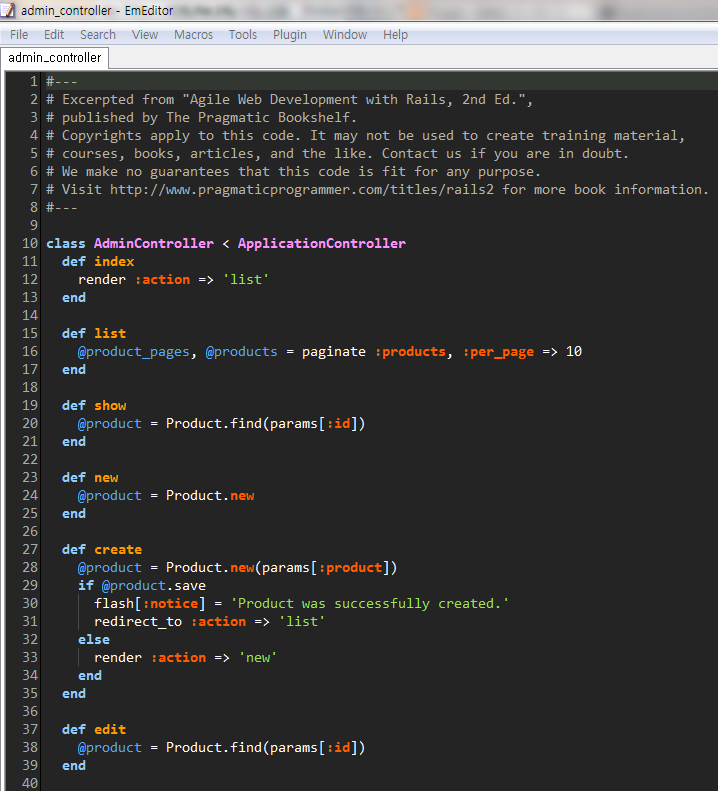 admin_controller - EmEditor
File Edit Search View Macros Tools Plugin Window Help
admin_controller
1 #---
2 # Excerpted from "Agile Web Development with Rails, 2nd Ed.",
3 # published by The Pragmatic Bookshelf.
4 # Copyrights apply to this code. It may not be used to create training material,
5 # courses, books, articles, and the like. Contact us if you are in doubt.
6 # We make no guarantees that this code is fit for any purpose.
7 # Visit http://www.pragmaticprogrammer.com/titles/rails2 for more book information.
8 #---
9
10 class AdminController < ApplicationController
11   def index
12     render :action => 'list'
13   end
14
15   def list
16     @product_pages, @products = paginate :products, :per_page => 10
17   end
18
19   def show
20     @product = Product.find(params[:id])
21   end
22
23   def new
24     @product = Product.new
25   end
26
27   def create
28     @product = Product.new(params[:product])
29     if @product.save
30       flash[:notice] = 'Product was successfully created.'
31       redirect_to :action => 'list'
32     else
33       render :action => 'new'
34     end
35   end
36
37   def edit
38     @product = Product.find(params[:id])
39   end
40